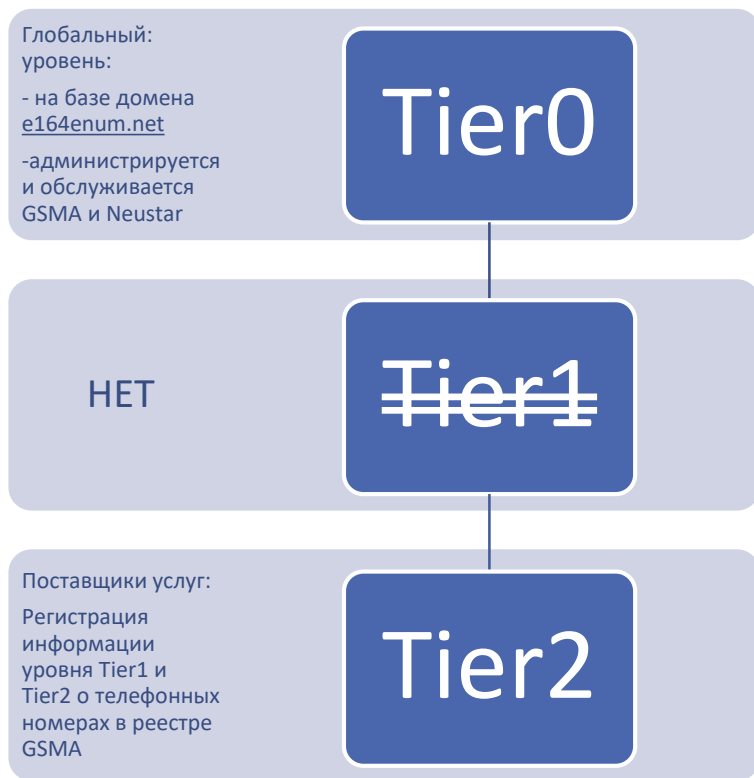 Глобальный:
уровень:
- на базе домена
e164enum.net
-администрируется
и обслуживается
GSMA и Neustar
Tier0
НЕТ
Tier1
Поставщики услуг:
Регистрация
информации
уровня Tier1 и
Tier2 о телефонных
номерах в реестре
GSMA
Tier2